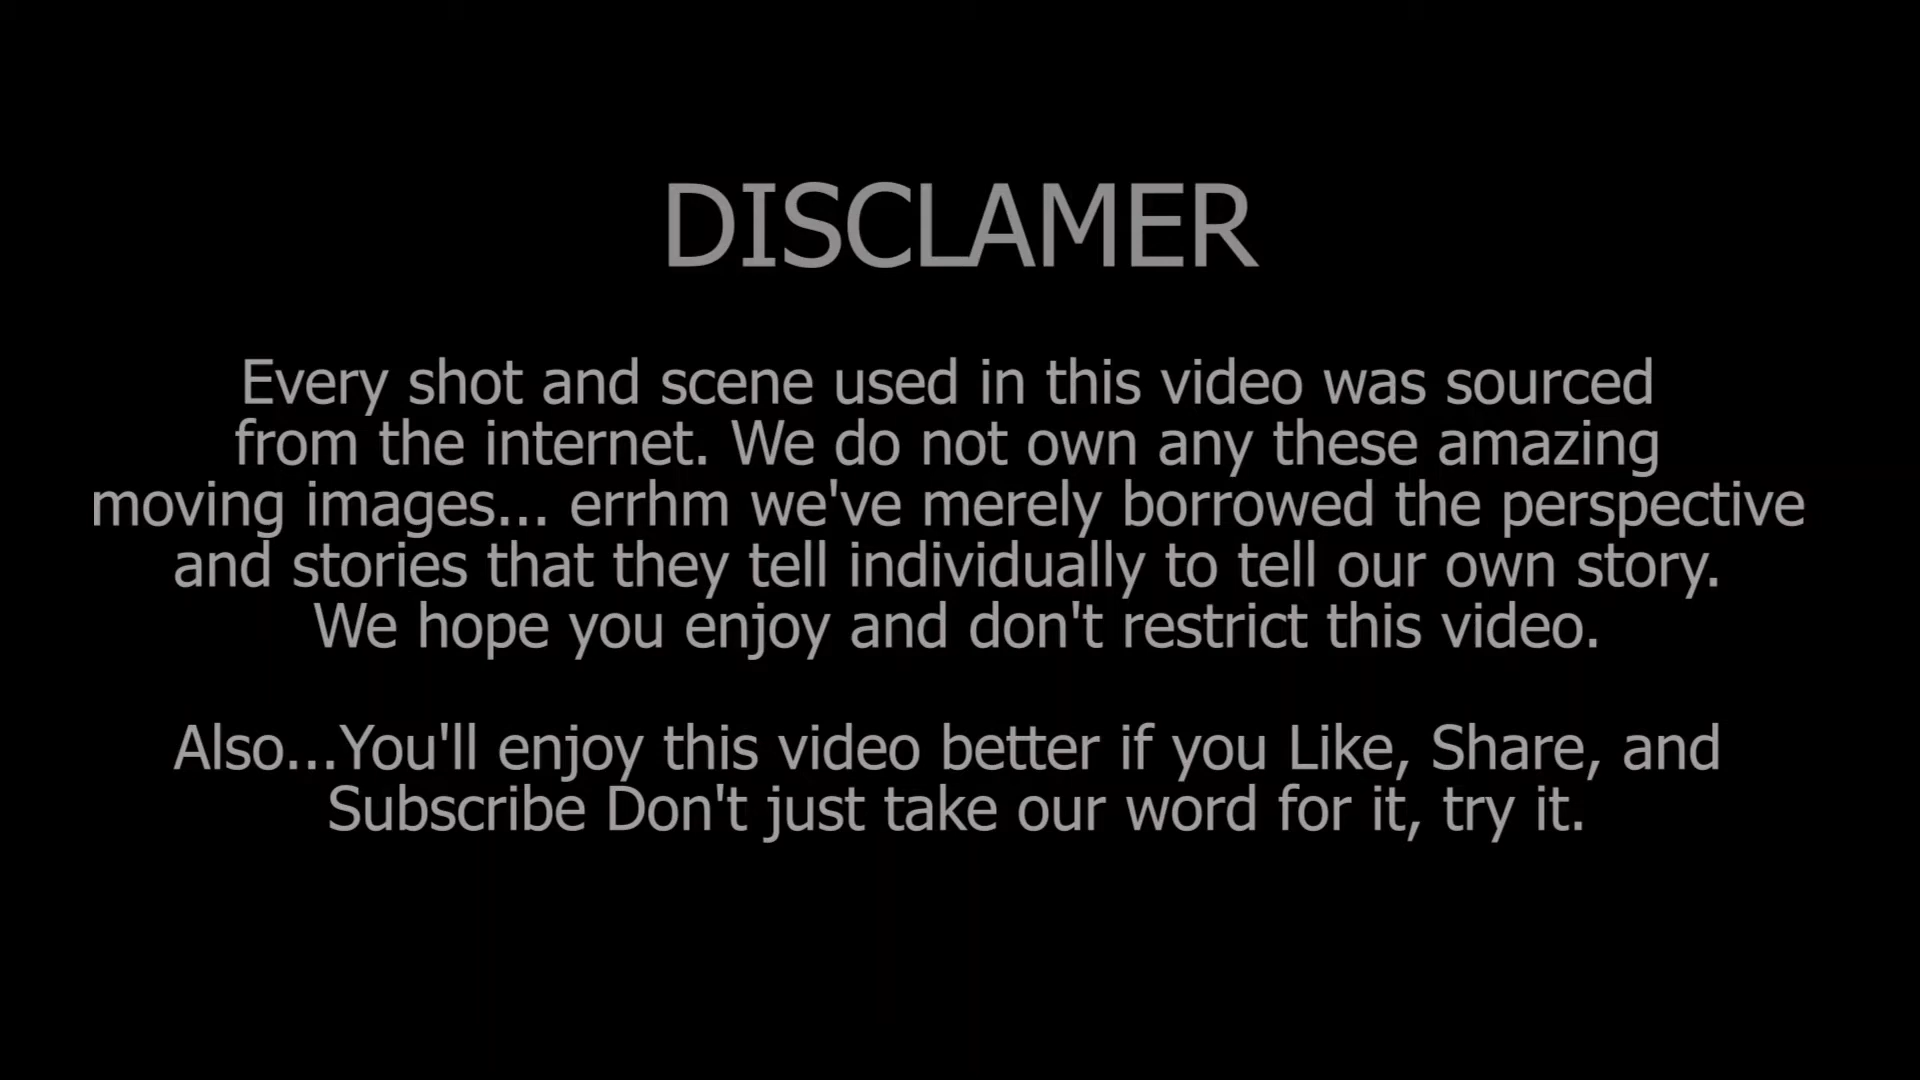 DISCLAMER
Every shot and scene used in this video was sourced
from the internet. We do not own any these amazing
moving images... errhm we've merely borrowed the perspective
and stories that they tell individually to tell our own story.
We hope you enjoy and don't restrict this video.
Also...You'll enjoy this video better if you Like, Share, and
Subscribe Don't just take our word for it, try it.